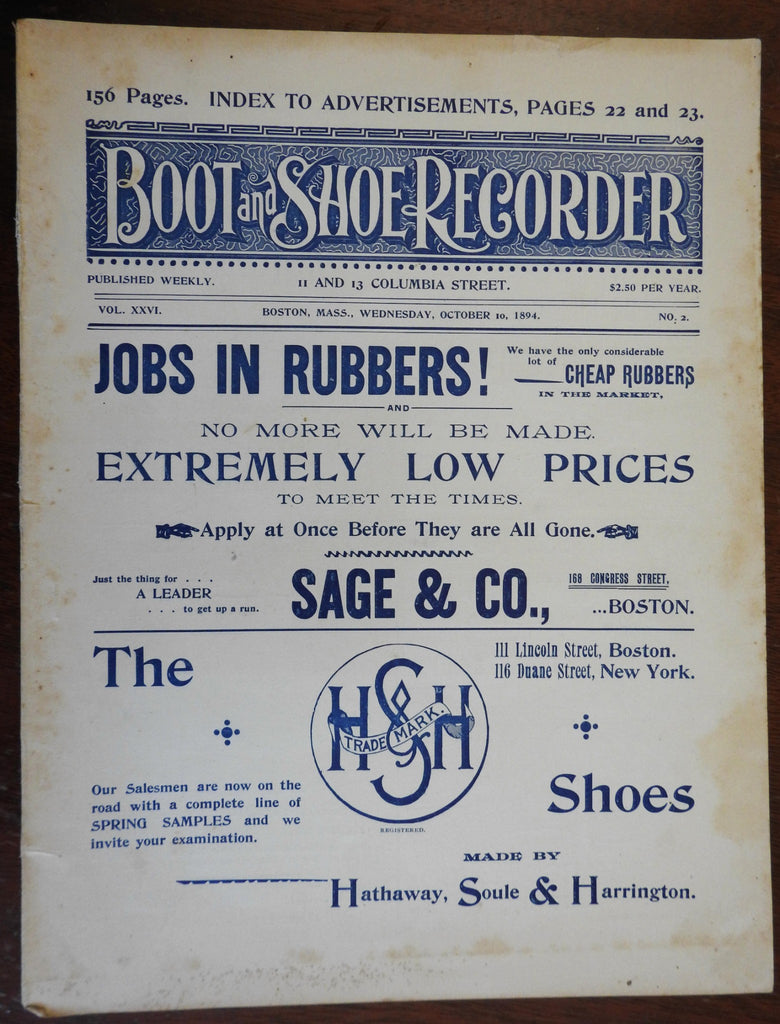 156 Pages. INDEX TO ADVERTISEMENTS, PAGES 22 and 23.
BOOT and SHOE RECORDER
PUBLISHED WEEKLY. 11 AND 13 COLUMBIA STREET. $2.50 PER YEAR.
VOL. XXVI. BOSTON, MASS., WEDNESDAY, OCTOBER 10, 1894. NO. 2.
JOBS IN RUBBERS!
We have the only considerable
lot of
CHEAP RUBBERS
IN THE MARKET,
AND
NO MORE WILL BE MADE.
EXTREMELY LOW PRICES
TO MEET THE TIMES.
Apply at Once Before They are All Gone.
Just the thing for . . .
A LEADER
. . . to get up a run.
SAGE & CO.,
168 CONGRESS STREET,
...BOSTON.
The
H S H
&
TRADE MARK.
REGISTERED.
111 Lincoln Street, Boston.
116 Duane Street, New York.
Our Salesmen are now on the
road with a complete line of
SPRING SAMPLES and we
invite your examination.
Shoes
MADE BY
Hathaway, Soule & Harrington.